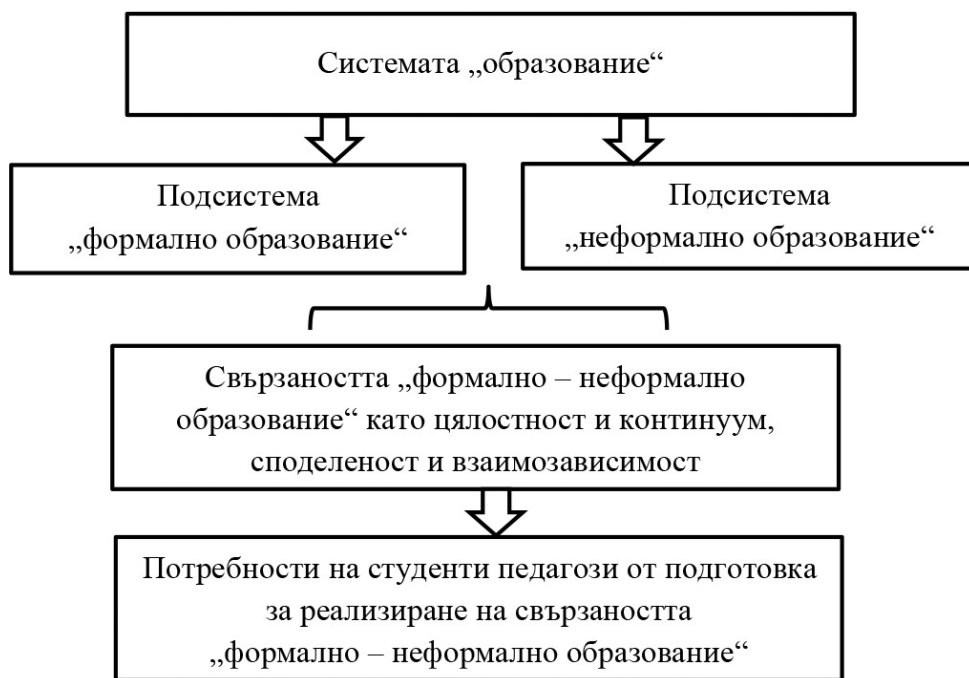 Системата „образование“
Подсистема
„формално образование“
Подсистема
„неформално образование“
Свързаността „формално – неформално
образование“ като цялостност и континуум,
споделеност и взаимозависимост
Потребности на студенти педагози от подготовка
за реализиране на свързаността
„формално – неформално образование“